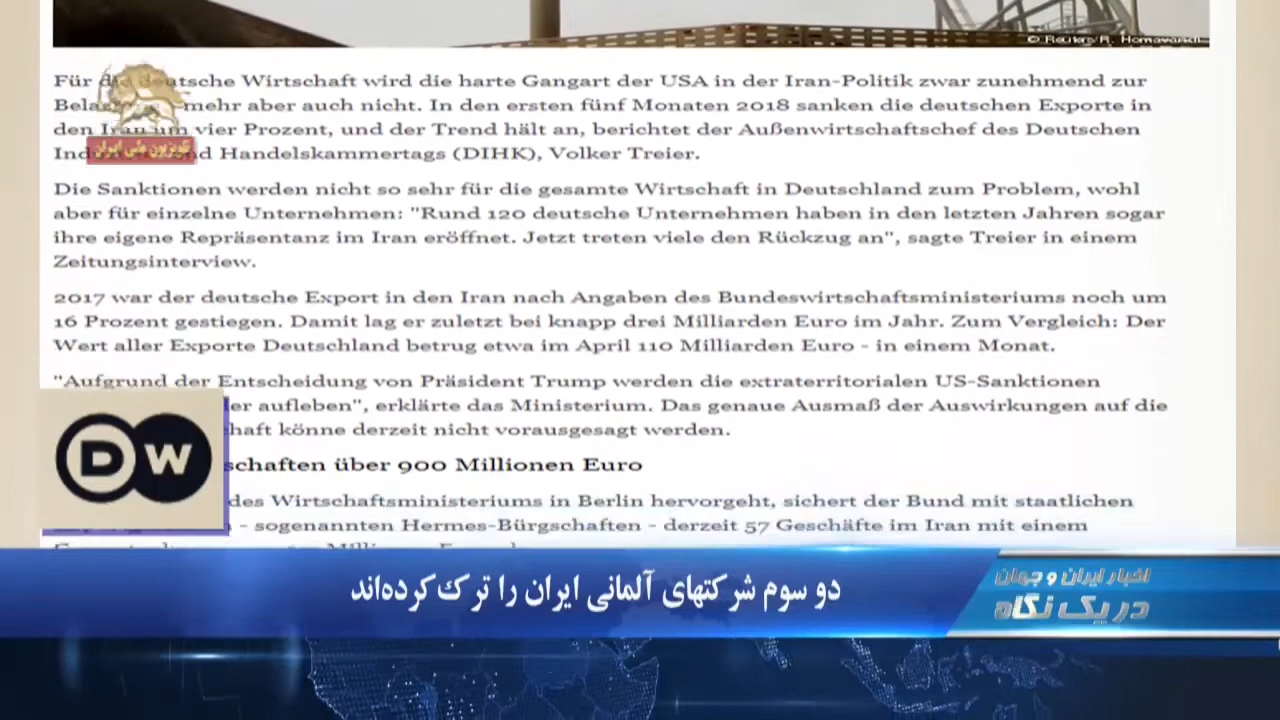 © Reuters/R. Homavandi
Für die deutsche Wirtschaft wird die harte Gangart der USA in der Iran-Politik zwar zunehmend zur
mehr aber auch nicht. In den ersten fünf Monaten 2018 sanken die deutschen Exporte in
den Iran um vier Prozent, und der Trend hält an, berichtet der Außenwirtschaftschef des Deutschen
Handelskammertags (DIHK), Volker Treier.
تلویزیون ملی ایران
Die Sanktionen werden nicht so sehr für die gesamte Wirtschaft in Deutschland zum Problem, wohl
aber für einzelne Unternehmen: "Rund 120 deutsche Unternehmen haben in den letzten Jahren sogar
ihre eigene Repräsentanz im Iran eröffnet. Jetzt treten viele den Rückzug an", sagte Treier in einem
Zeitungsinterview.
2017 war der deutsche Export in den Iran nach Angaben des Bundeswirtschaftsministeriums noch um
16 Prozent gestiegen. Damit lag er zuletzt bei knapp drei Milliarden Euro im Jahr. Zum Vergleich: Der
Wert aller Exporte Deutschland betrug etwa im April 110 Milliarden Euro - in einem Monat.
"Aufgrund der Entscheidung von Präsident Trump werden die extraterritorialen US-Sanktionen
aufleben", erklärte das Ministerium. Das genaue Ausmaß der Auswirkungen auf die
könne derzeit nicht vorausgesagt werden.
über 900 Millionen Euro
des Wirtschaftsministeriums in Berlin hervorgeht, sichert der Bund mit staatlichen
- sogenannten Hermes-Bürgschaften - derzeit 57 Geschäfte im Iran mit einem
DW
دو سوم شرکتهای آلمانی ایران را ترک کرده‌اند
اخبار ایران و جهان
در یک نگاه